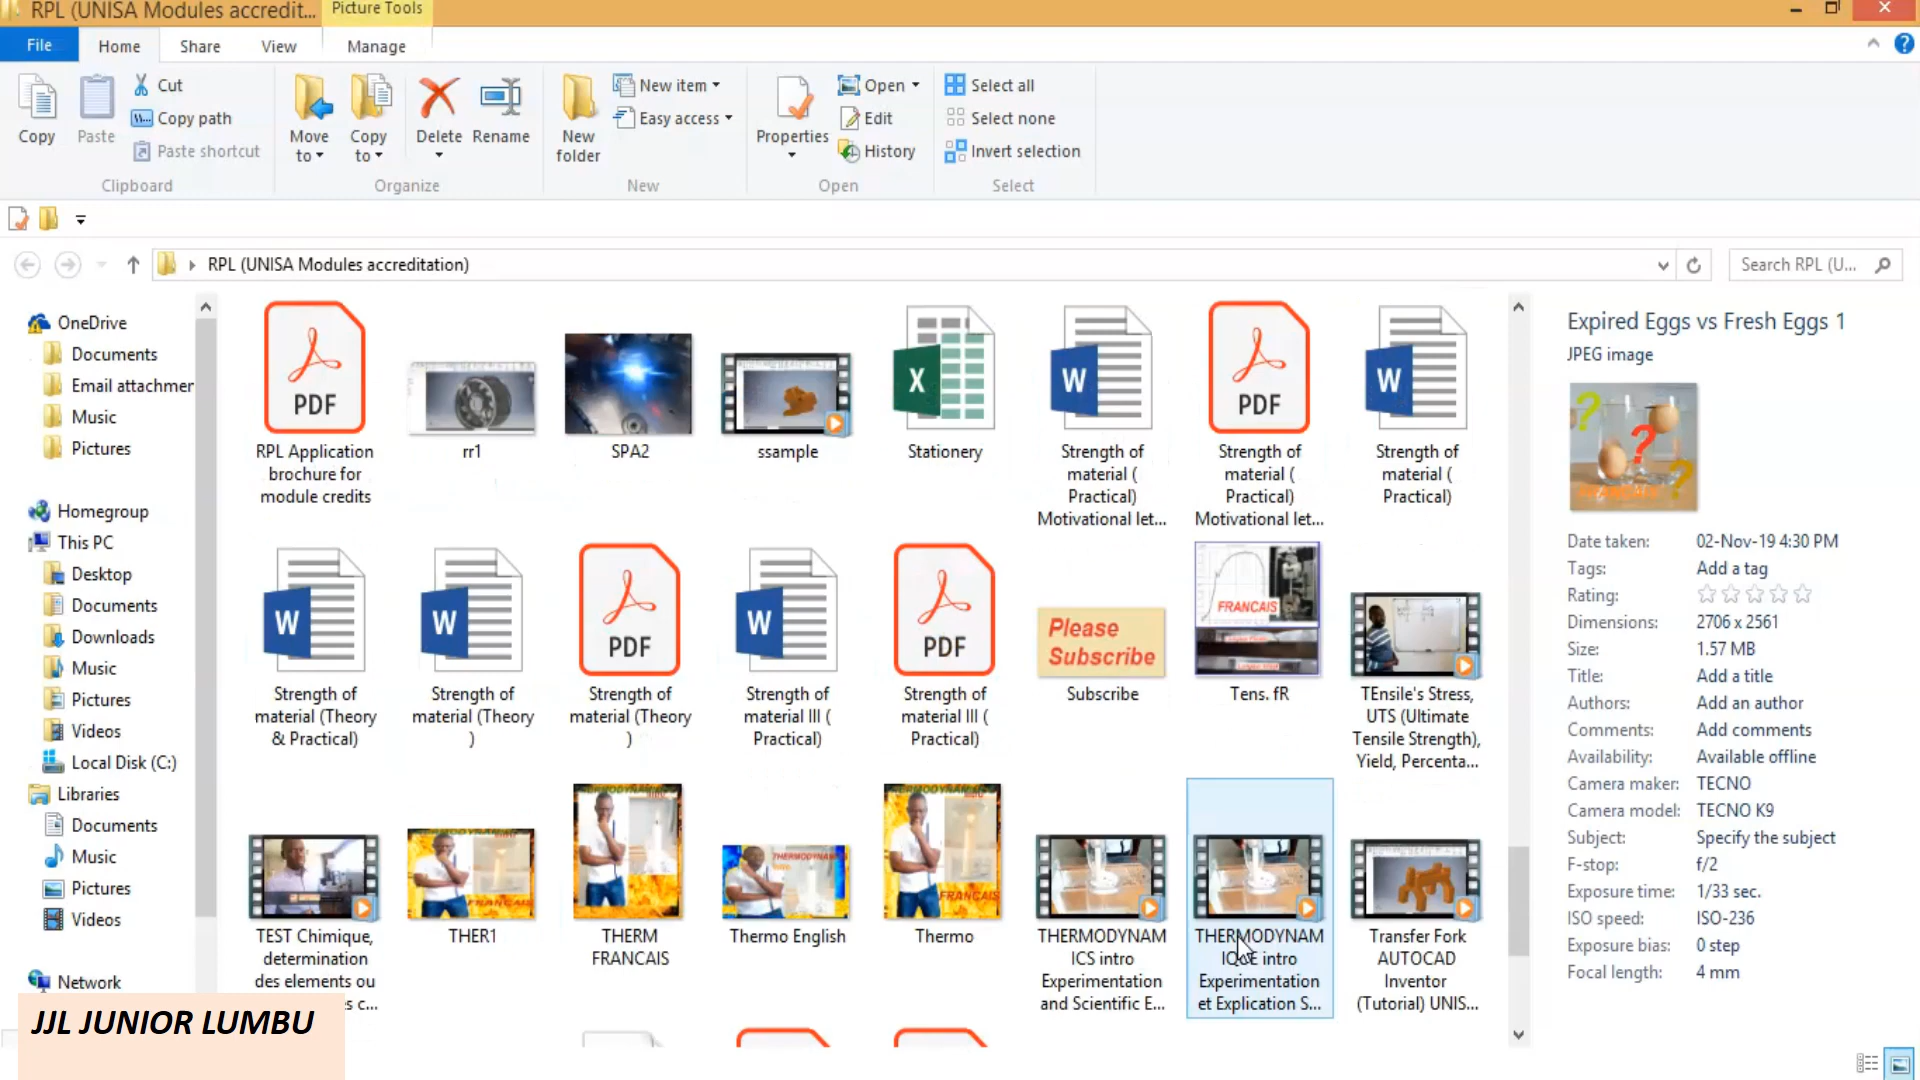 RPL (UNISA Modules accredit...
Picture Tools
File
Home
Share
View
Manage
Copy
Paste
Cut
Copy path
Paste shortcut
Clipboard
Move to
Copy to
Delete
Rename
Organize
New folder
New item
Easy access
New
Properties
Open
Edit
History
Open
Select all
Select none
Invert selection
Select
RPL (UNISA Modules accreditation)
Search RPL (U...
OneDrive
Documents
Email attachmer
Music
Pictures
Homegroup
This PC
Desktop
Documents
Downloads
Music
Pictures
Videos
Local Disk (C:)
Libraries
Documents
Music
Pictures
Videos
Network
PDF
RPL Application
brochure for
module credits
rr1
SPA2
ssample
X
Stationery
W
Strength of
material (
Practical)
Motivational let...
PDF
Strength of
material (
Practical)
Motivational let...
W
Strength of
material (
Practical)
W
Strength of
material (Theory
& Practical)
W
Strength of
material (Theory
)
PDF
Strength of
material (Theory
)
W
Strength of
material III (
Practical)
PDF
Strength of
material III (
Practical)
Please
Subscribe
Subscribe
FRANCAIS
Tens. fR
TEnsile's Stress,
UTS (Ultimate
Tensile Strength),
Yield, Percenta...
TEST Chimique,
determination
des elements ou
s c...
THER1
THERM
FRANCAIS
THERMODYNAM
Thermo English
FRANCAIS
Thermo
THERMODYNAM
ICS intro
Experimentation
and Scientific E...
THERMODYNAM
IQUE intro
Experimentation
et Explication S...
Transfer Fork
AUTOCAD
Inventor
(Tutorial) UNIS...
Expired Eggs vs Fresh Eggs 1
JPEG image
? ? ?
Date taken: 02-Nov-19 4:30 PM
Tags: Add a tag
Rating:
Dimensions: 2706 x 2561
Size: 1.57 MB
Title: Add a title
Authors: Add an author
Comments: Add comments
Availability: Available offline
Camera maker: TECNO
Camera model: TECNO K9
Subject: Specify the subject
F-stop: f/2
Exposure time: 1/33 sec.
ISO speed: ISO-236
Exposure bias: 0 step
Focal length: 4 mm
JJL JUNIOR LUMBU